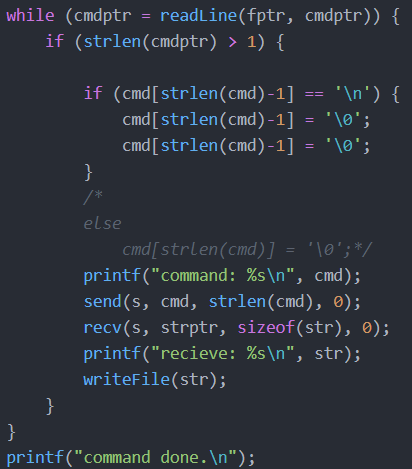 while (cmdptr = readLine(fptr, cmdptr)) {
    if (strlen(cmdptr) > 1) {

        if (cmd[strlen(cmd)-1] == '\n') {
            cmd[strlen(cmd)-1] = '\0';
            cmd[strlen(cmd)-1] = '\0';
        }
        /*
        else
            cmd[strlen(cmd)] = '\0';*/
        printf("command: %s\n", cmd);
        send(s, cmd, strlen(cmd), 0);
        recv(s, strptr, sizeof(str), 0);
        printf("recieve: %s\n", str);
        writeFile(str);
    }
}
printf("command done.\n");